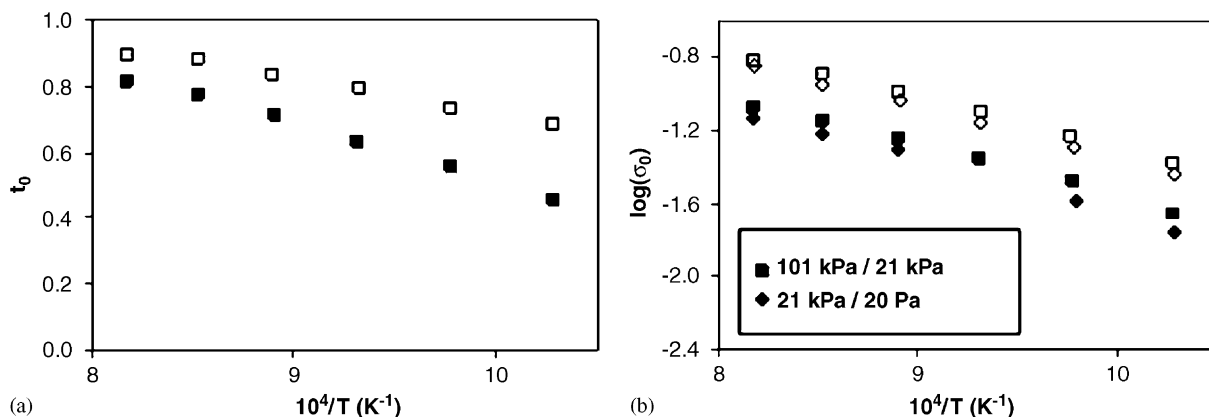 1.0
0.8
0.6
0.4
0.2
0.0
t0
8
9
10
10⁴/T (K⁻¹)
(a)
-0.8
-1.2
-1.6
-2.0
-2.4
log(σ0)
101 kPa / 21 kPa
21 kPa / 20 Pa
8
9
10
10⁴/T (K⁻¹)
(b)